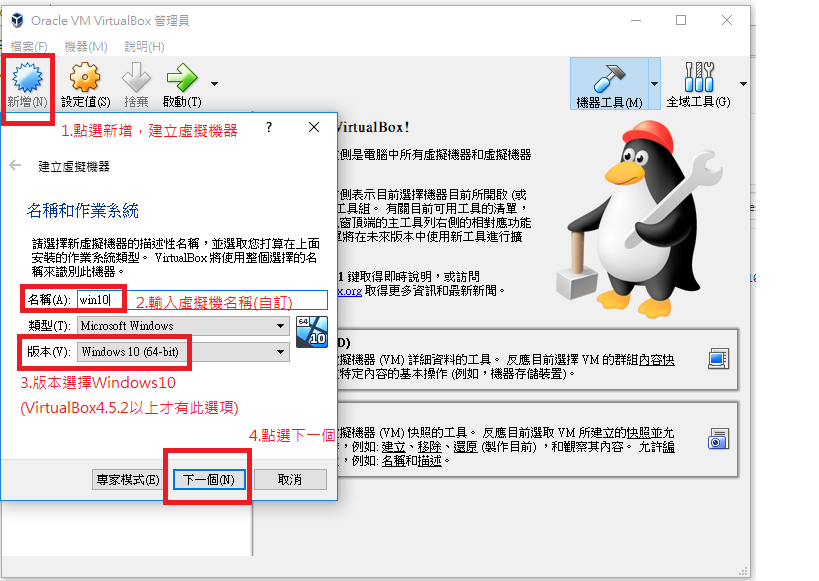 Oracle VM VirtualBox 管理員
檔案(F) 機器(M) 說明(H)
新增(N) 設定值(S) 捨棄 啟動(T) 機器工具(M) 全域工具(G)
1.點選新增，建立虛擬機器
VirtualBox!
側是電腦中所有虛擬機器和虛擬機器
側表示目前選擇機器目前所開啟 (或
工具組。 有關目前可用工具的清單，
窗頂端的主工具列右側的相對應功能
將在未來版本中使用新工具進行擴
1 鍵取得即時說明，或訪問
x.org 取得更多資訊和最新新聞。
建立虛擬機器
名稱和作業系統
請選擇新虛擬機器的描述性名稱，並選取您打算在上面
安裝的作業系統類型。 VirtualBox 將使用整個選擇的名
稱來識別此機器。
名稱(A): win10 2.輸入虛擬機名稱(自訂)
類型(T): Microsoft Windows
64
10
版本(V): Windows 10 (64-bit)
3.版本選擇Windows10
(VirtualBox4.5.2以上才有此選項)
4.點選下一個
專家模式(E) 下一個(N) 取消
D)
擬機器 (VM) 詳細資料的工具。 反應目前選擇 VM 的群組內容快
特定內容的基本操作 (例如，機器存儲裝置)。
擬機器 (VM) 快照的工具。 反應目前選取 VM 所建立的快照並允
，例如: 建立、移除、還原 (製作目前) ，和觀察其內容。 允許編
，例如: 名稱和描述。